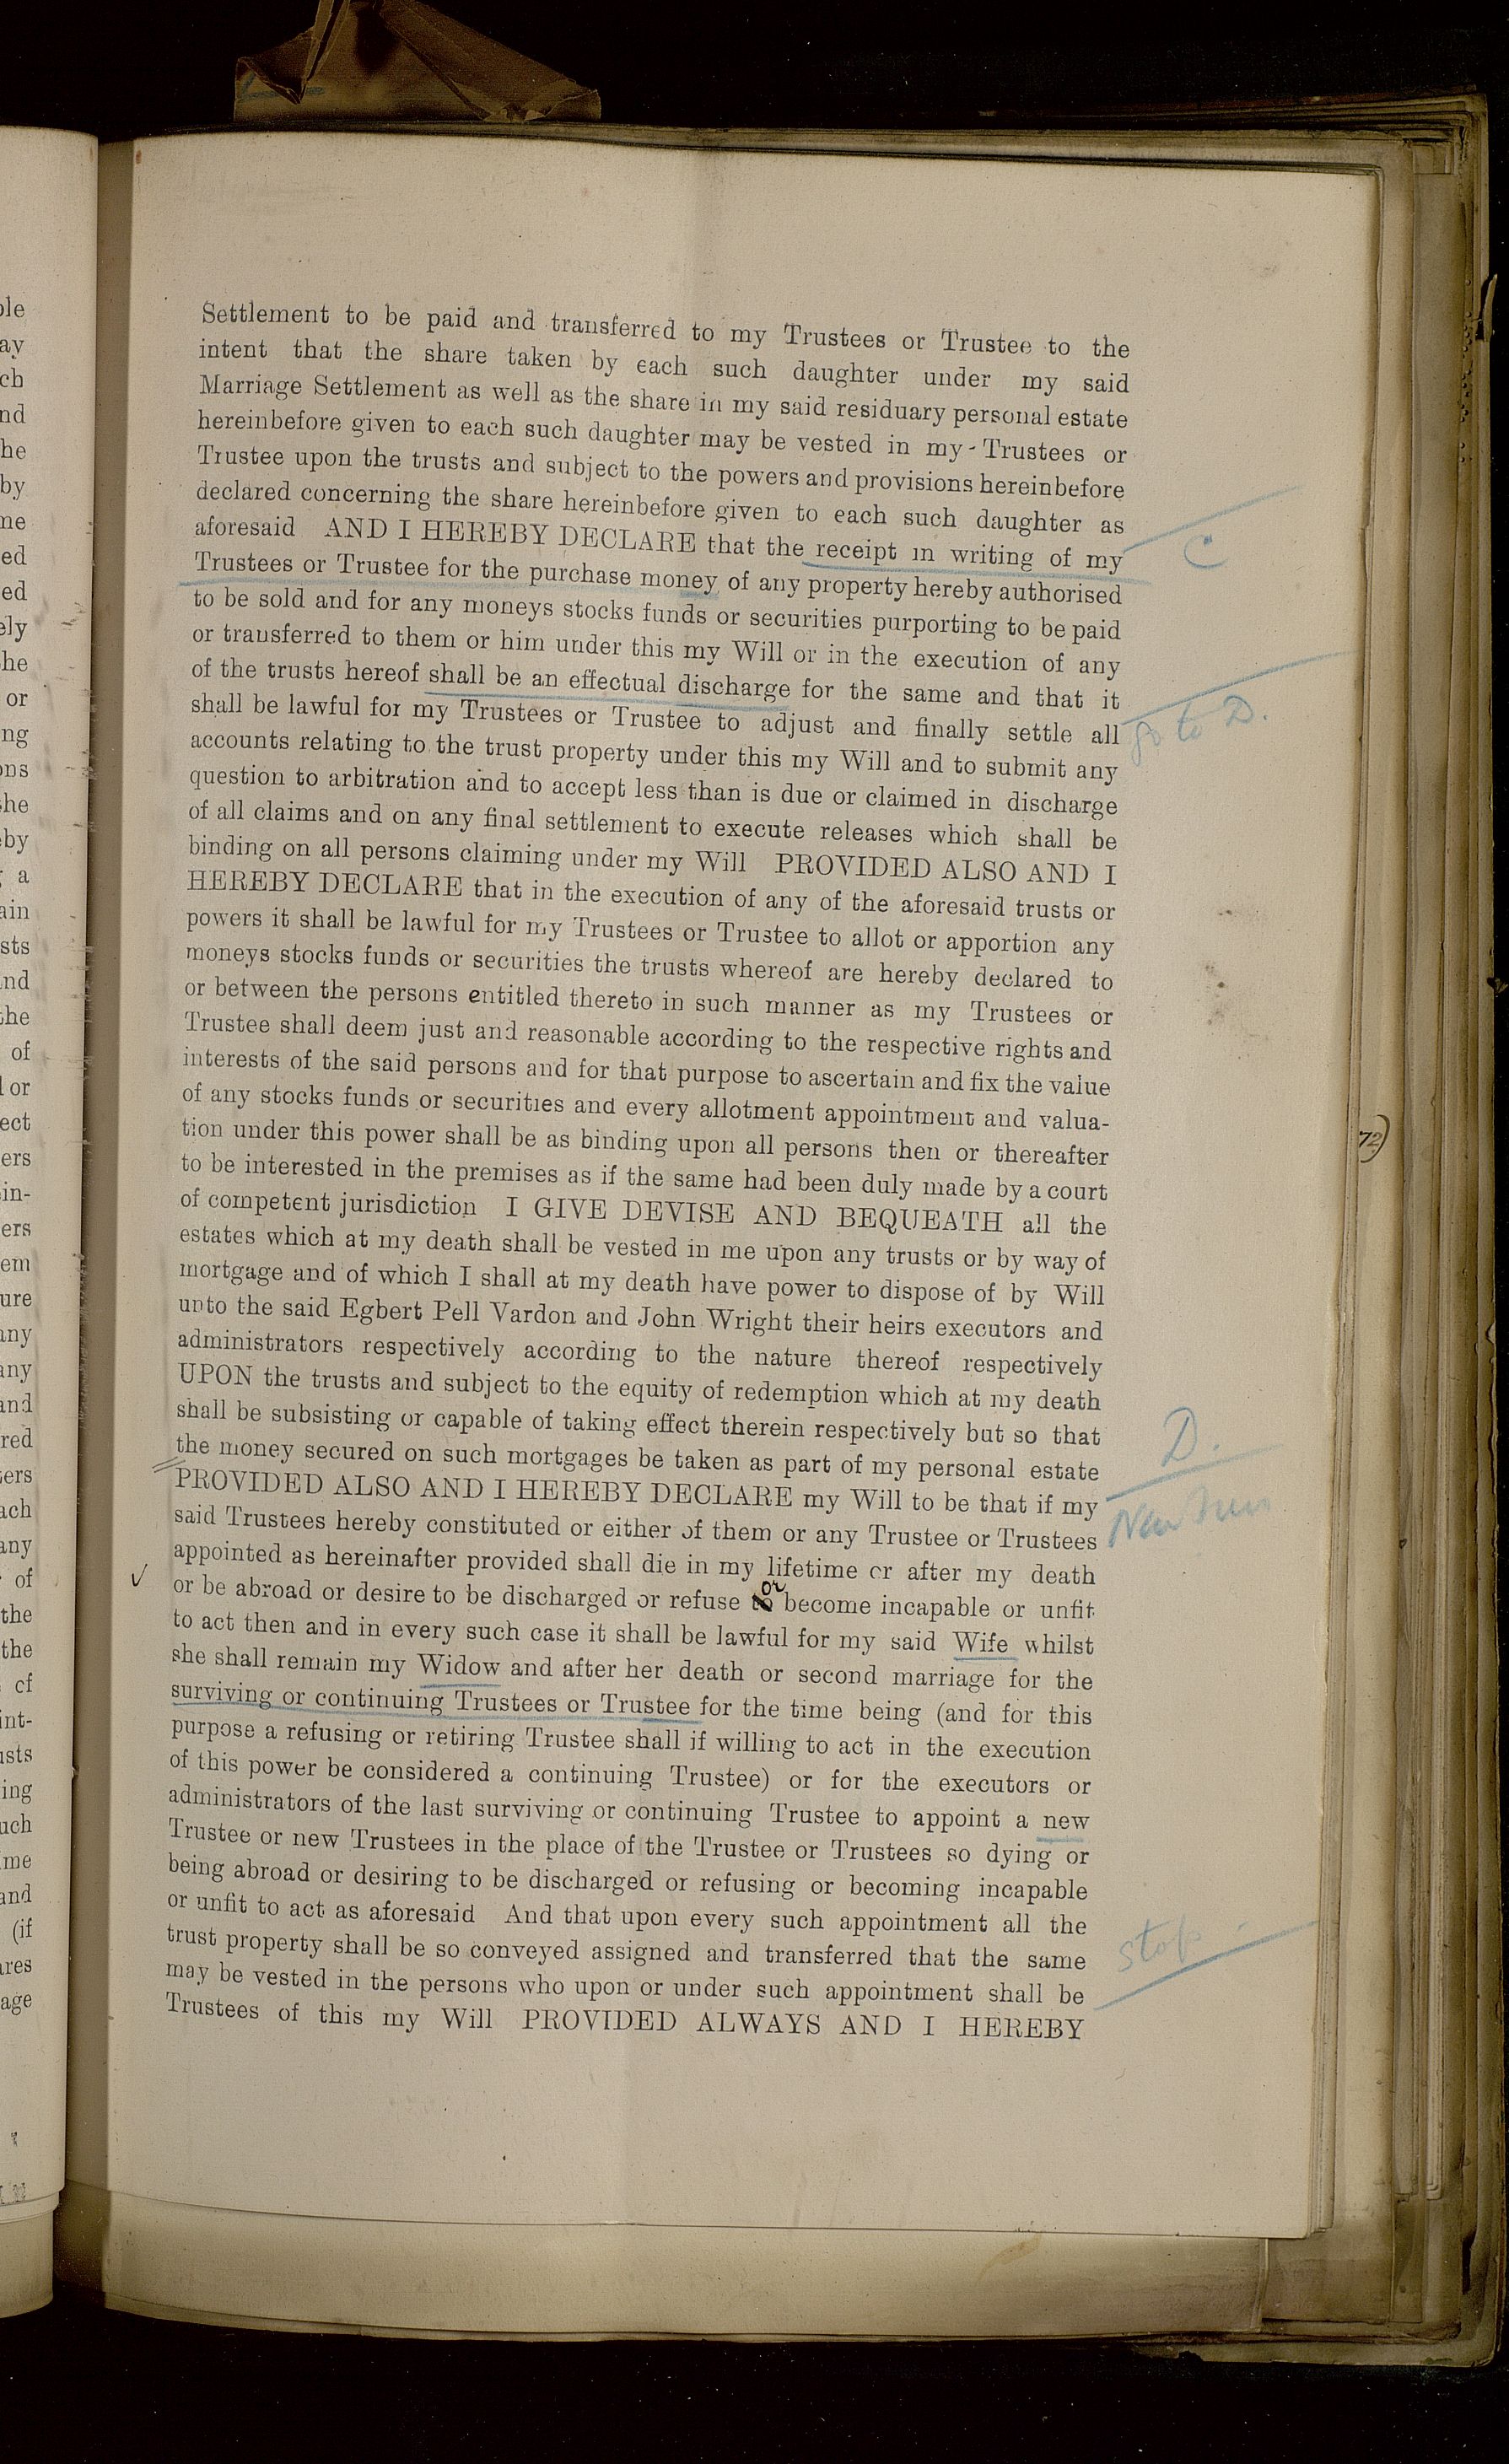 Settlement to be paid and transferred to my Trustees or Trustee to the
intent that the share taken by each such daughter under my said
Marriage Settlement as well as the share in my said residuary personal estate
hereinbefore given to each such daughter may be vested in my Trustees or
Trustee upon the trusts and subject to the powers and provisions hereinbefore
declared concerning the share hereinbefore given to each such daughter as
aforesaid AND I HEREBY DECLARE that the receipt in writing of my
C
Trustees or Trustee for the purchase money of any property hereby authorised
to be sold and for any moneys stocks funds or securities purporting to be paid
or transferred to them or him under this my Will or in the execution of any
of the trusts hereof shall be an effectual discharge for the same and that it
go to D.
shall be lawful for my Trustees or Trustee to adjust and finally settle all
accounts relating to the trust property under this my Will and to submit any
question to arbitration and to accept less than is due or claimed in discharge
of all claims and on any final settlement to execute releases which shall be
binding on all persons claiming under my Will PROVIDED ALSO AND I
HEREBY DECLARE that in the execution of any of the aforesaid trusts or
powers it shall be lawful for my Trustees or Trustee to allot or apportion any
moneys stocks funds or securities the trusts whereof are hereby declared to
or between the persons entitled thereto in such manner as my Trustees or
Trustee shall deem just and reasonable according to the respective rights and
interests of the said persons and for that purpose to ascertain and fix the value
of any stocks funds or securities and every allotment appointment and valua-
tion under this power shall be as binding upon all persons then or thereafter
to be interested in the premises as if the same had been duly made by a court
of competent jurisdiction I GIVE DEVISE AND BEQUEATH all the
estates which at my death shall be vested in me upon any trusts or by way of
mortgage and of which I shall at my death have power to dispose of by Will
unto the said Egbert Pell Vardon and John Wright their heirs executors and
administrators respectively according to the nature thereof respectively
UPON the trusts and subject to the equity of redemption which at my death
shall be subsisting or capable of taking effect therein respectively but so that
the money secured on such mortgages be taken as part of my personal estate
D.
PROVIDED ALSO AND I HEREBY DECLARE my Will to be that if my
said Trustees hereby constituted or either of them or any Trustee or Trustees
appointed as hereinafter provided shall die in my lifetime or after my death
or be abroad or desire to be discharged or refuse or become incapable or unfit
to act then and in every such case it shall be lawful for my said Wife whilst
she shall remain my Widow and after her death or second marriage for the
surviving or continuing Trustees or Trustee for the time being (and for this
purpose a refusing or retiring Trustee shall if willing to act in the execution
of this power be considered a continuing Trustee) or for the executors or
administrators of the last surviving or continuing Trustee to appoint a new
Trustee or new Trustees in the place of the Trustee or Trustees so dying or
being abroad or desiring to be discharged or refusing or becoming incapable
or unfit to act as aforesaid And that upon every such appointment all the
trust property shall be so conveyed assigned and transferred that the same
stop
may be vested in the persons who upon or under such appointment shall be
Trustees of this my Will PROVIDED ALWAYS AND I HEREBY
72)